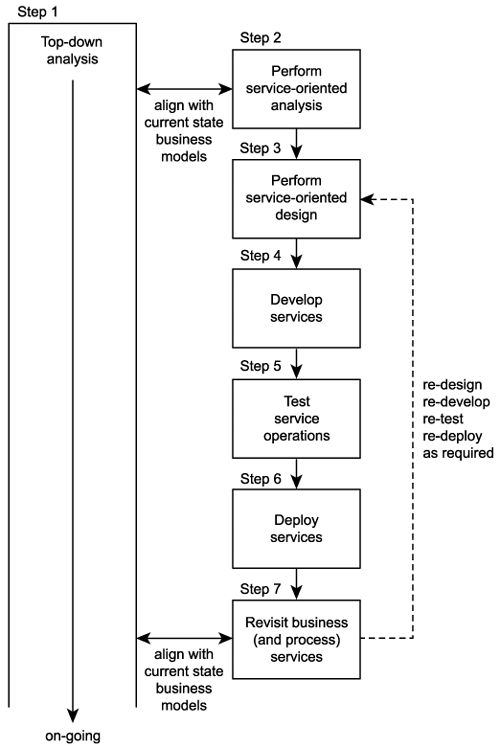 Step 1
Top-down
analysis
Step 2
Perform
service-oriented
analysis
align with
current state
business
models
Step 3
Perform
service-oriented
design
Step 4
Develop
services
Step 5
Test
service
operations
re-design
re-develop
re-test
re-deploy
as required
Step 6
Deploy
services
Step 7
Revisit business
(and process)
services
align with
current state
business
models
on-going